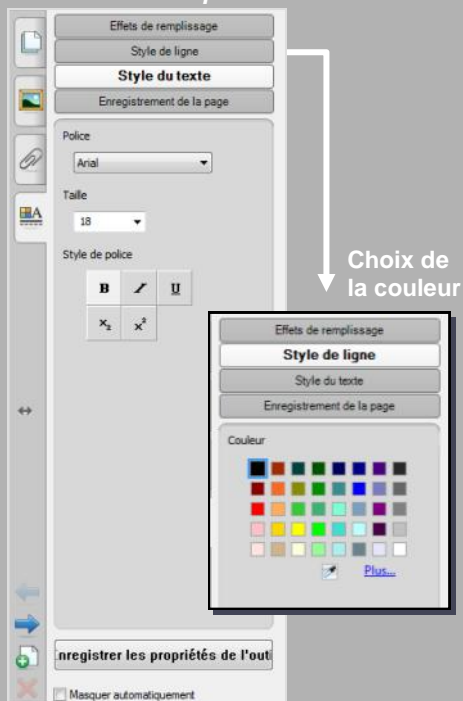 Effets de remplissage
Style de ligne
Style du texte
Enregistrement de la page
Police
Arial
Taille
18
Style de police
B I U
x₂ x²
Choix de
la couleur
Effets de remplissage
Style de ligne
Style du texte
Enregistrement de la page
Couleur
Plus...
nregistrer les propriétés de l'outi
Masquer automatiquement